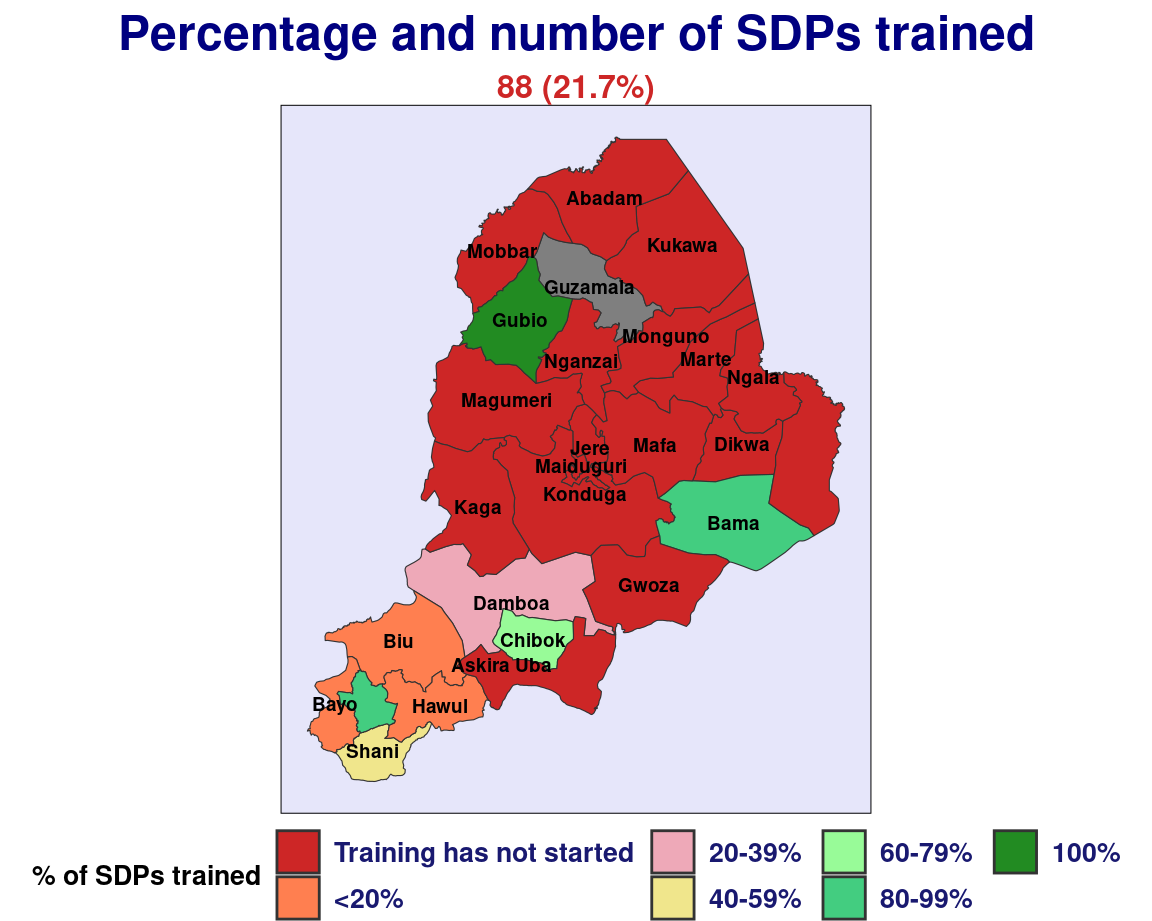 Percentage and number of SDPs trained
88 (21.7%)
Abadam
Kukawa
Mobbar
Guzamala
Gubio
Monguno
Nganzai
Marte
Ngala
Magumeri
Jere
Mafa
Dikwa
Maiduguri
Konduga
Kaga
Bama
Gwoza
Damboa
Chibok
Biu
Askira Uba
Bayo
Hawul
Shani
% of SDPs trained
Training has not started
<20%
20-39%
40-59%
60-79%
80-99%
100%